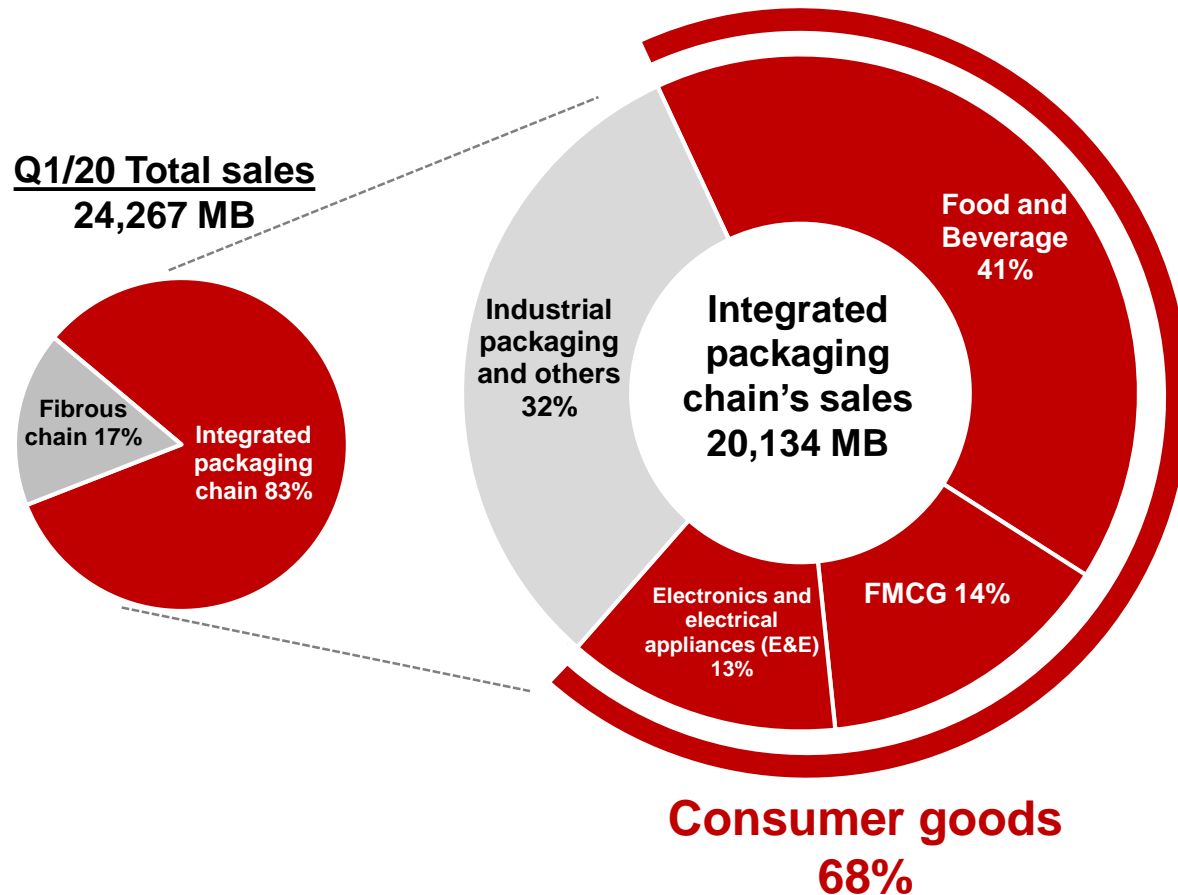 Q1/20 Total sales
24,267 MB
Fibrous
chain 17%
Integrated
packaging
chain 83%
Industrial
packaging
and others
32%
Integrated
packaging
chain’s sales
20,134 MB
Food and
Beverage
41%
FMCG 14%
Electronics and
electrical
appliances (E&E)
13%
Consumer goods
68%